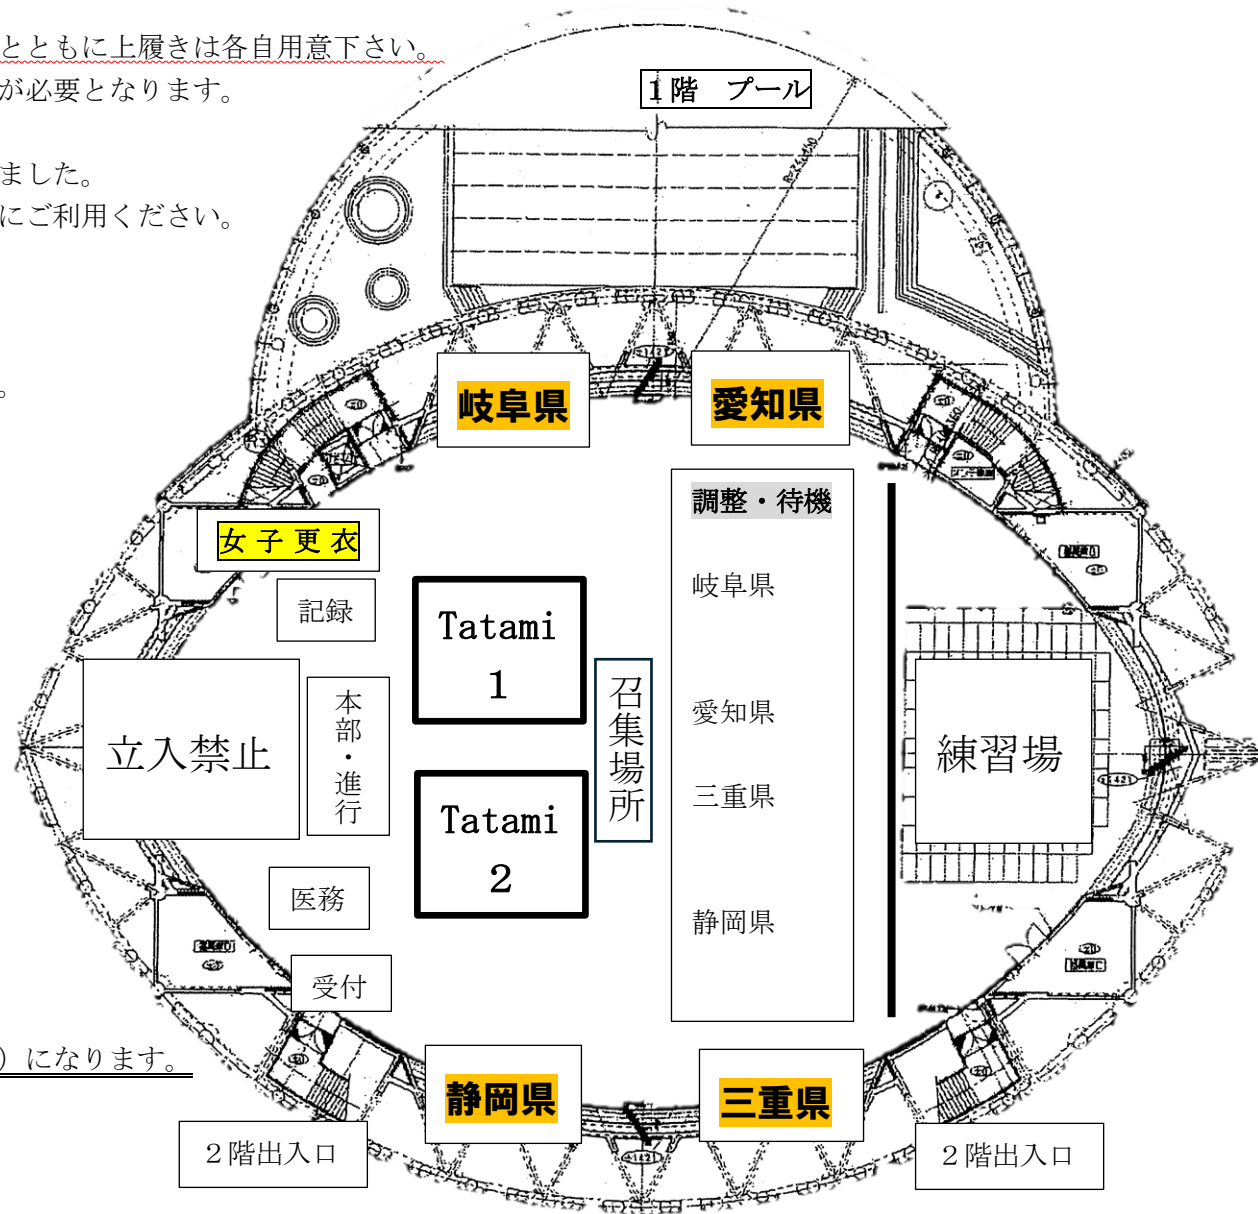 とともに上履きは各自用意下さい。
が必要となります。
ました。
にご利用ください。
。
１階　プール
岐阜県
愛知県
女子更衣
記録
本部・進行
立入禁止
医務
受付
Tatami
1
Tatami
2
召集場所
調整・待機
岐阜県
愛知県
三重県
静岡県
練習場
静岡県
三重県
）になります。
２階出入口
２階出入口